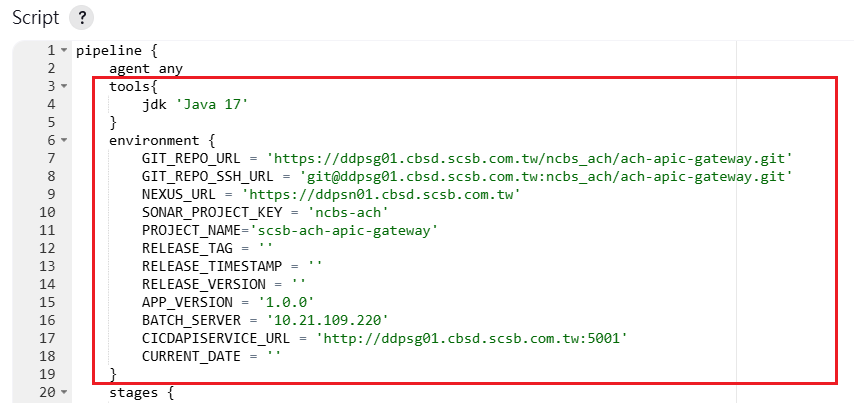 Script ?
1 pipeline {
2     agent any
3     tools{
4         jdk 'Java 17'
5     }
6     environment {
7         GIT_REPO_URL = 'https://ddpsg01.cbsd.scsb.com.tw/ncbs_ach/ach-apic-gateway.git'
8         GIT_REPO_SSH_URL = 'git@ddpsg01.cbsd.scsb.com.tw:ncbs_ach/ach-apic-gateway.git'
9         NEXUS_URL = 'https://ddpsn01.cbsd.scsb.com.tw'
10         SONAR_PROJECT_KEY = 'ncbs-ach'
11         PROJECT_NAME='scsb-ach-apic-gateway'
12         RELEASE_TAG = ''
13         RELEASE_TIMESTAMP = ''
14         RELEASE_VERSION = ''
15         APP_VERSION = '1.0.0'
16         BATCH_SERVER = '10.21.109.220'
17         CICDAPISERVICE_URL = 'http://ddpsg01.cbsd.scsb.com.tw:5001'
18         CURRENT_DATE = ''
19     }
20     stages {